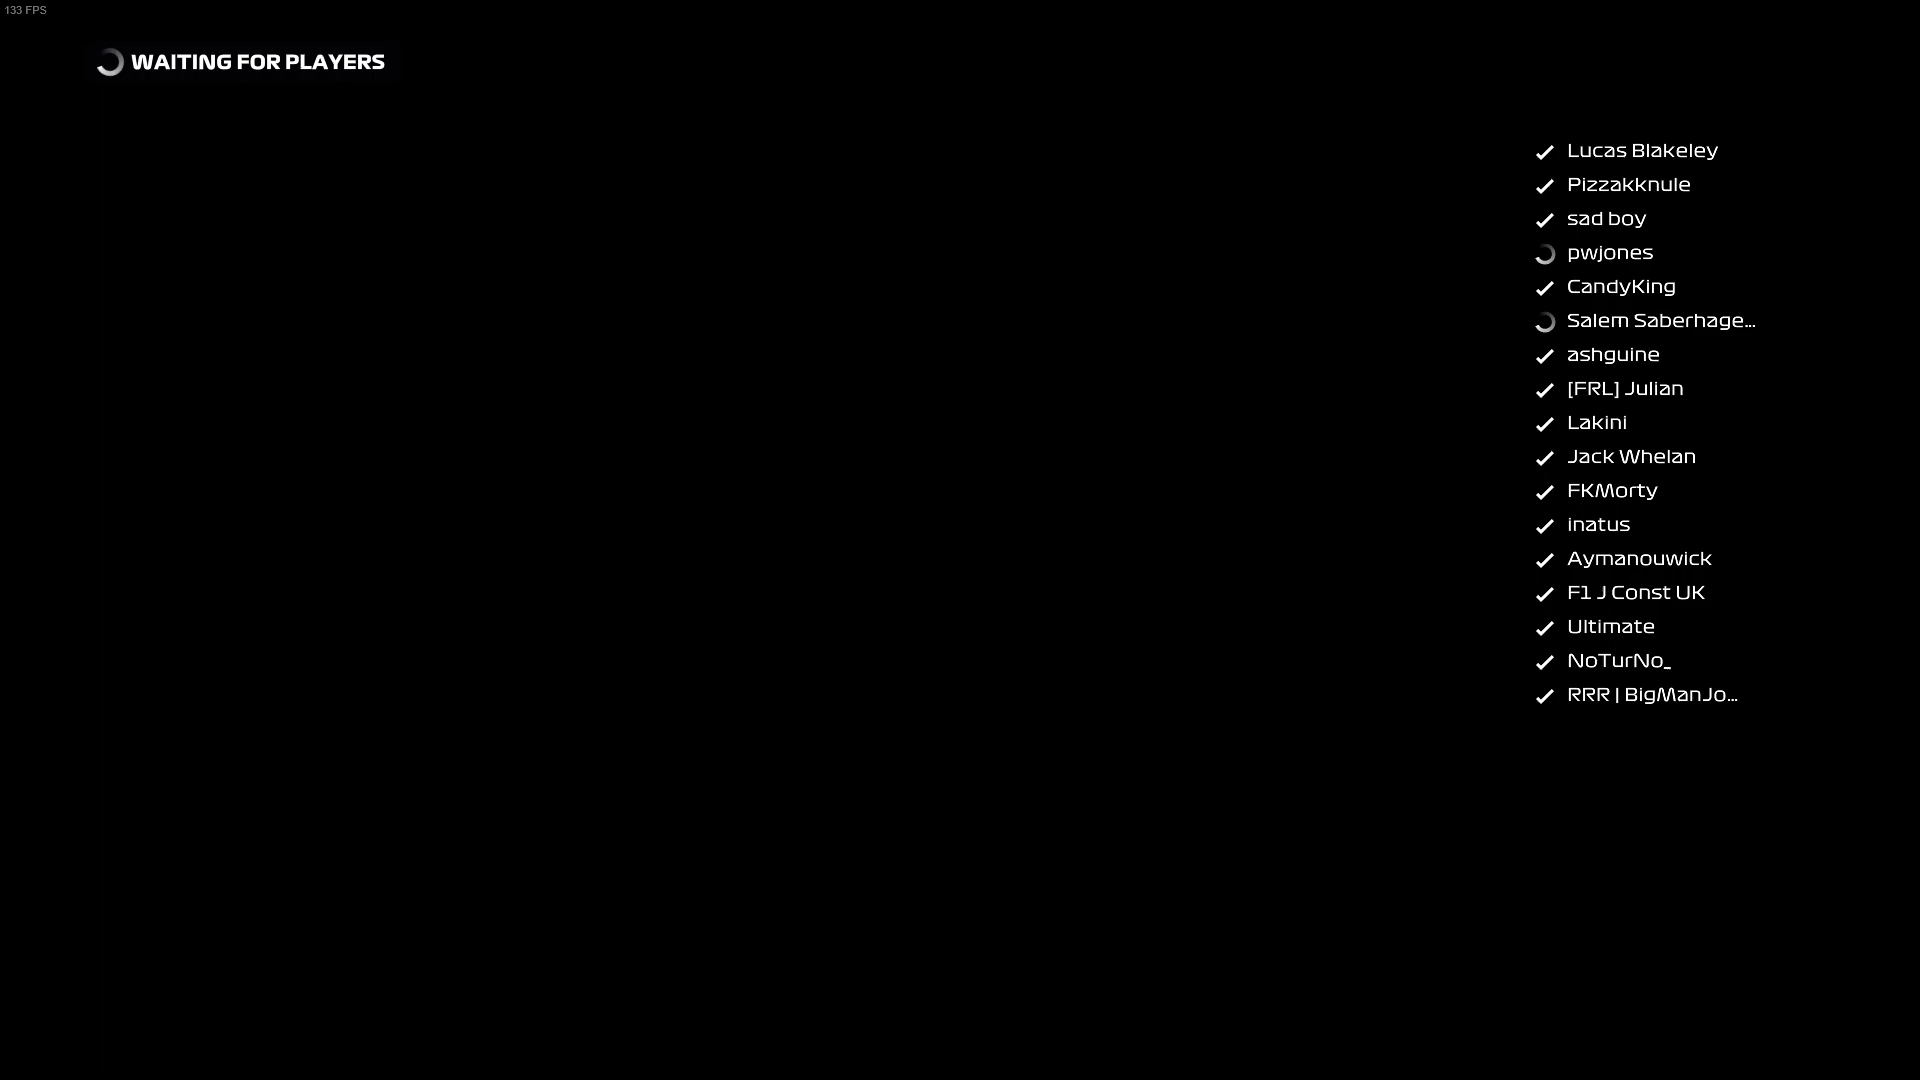 133 FPS
WAITING FOR PLAYERS
Lucas Blakeley
Pizzakknule
sad boy
pwjones
CandyKing
Salem Saberhage...
ashguine
[FRL] Julian
Lakini
Jack Whelan
FKMorty
inatus
Aymanouwick
F1 J Const UK
Ultimate
NoTurNo_
RRR | BigManJo...